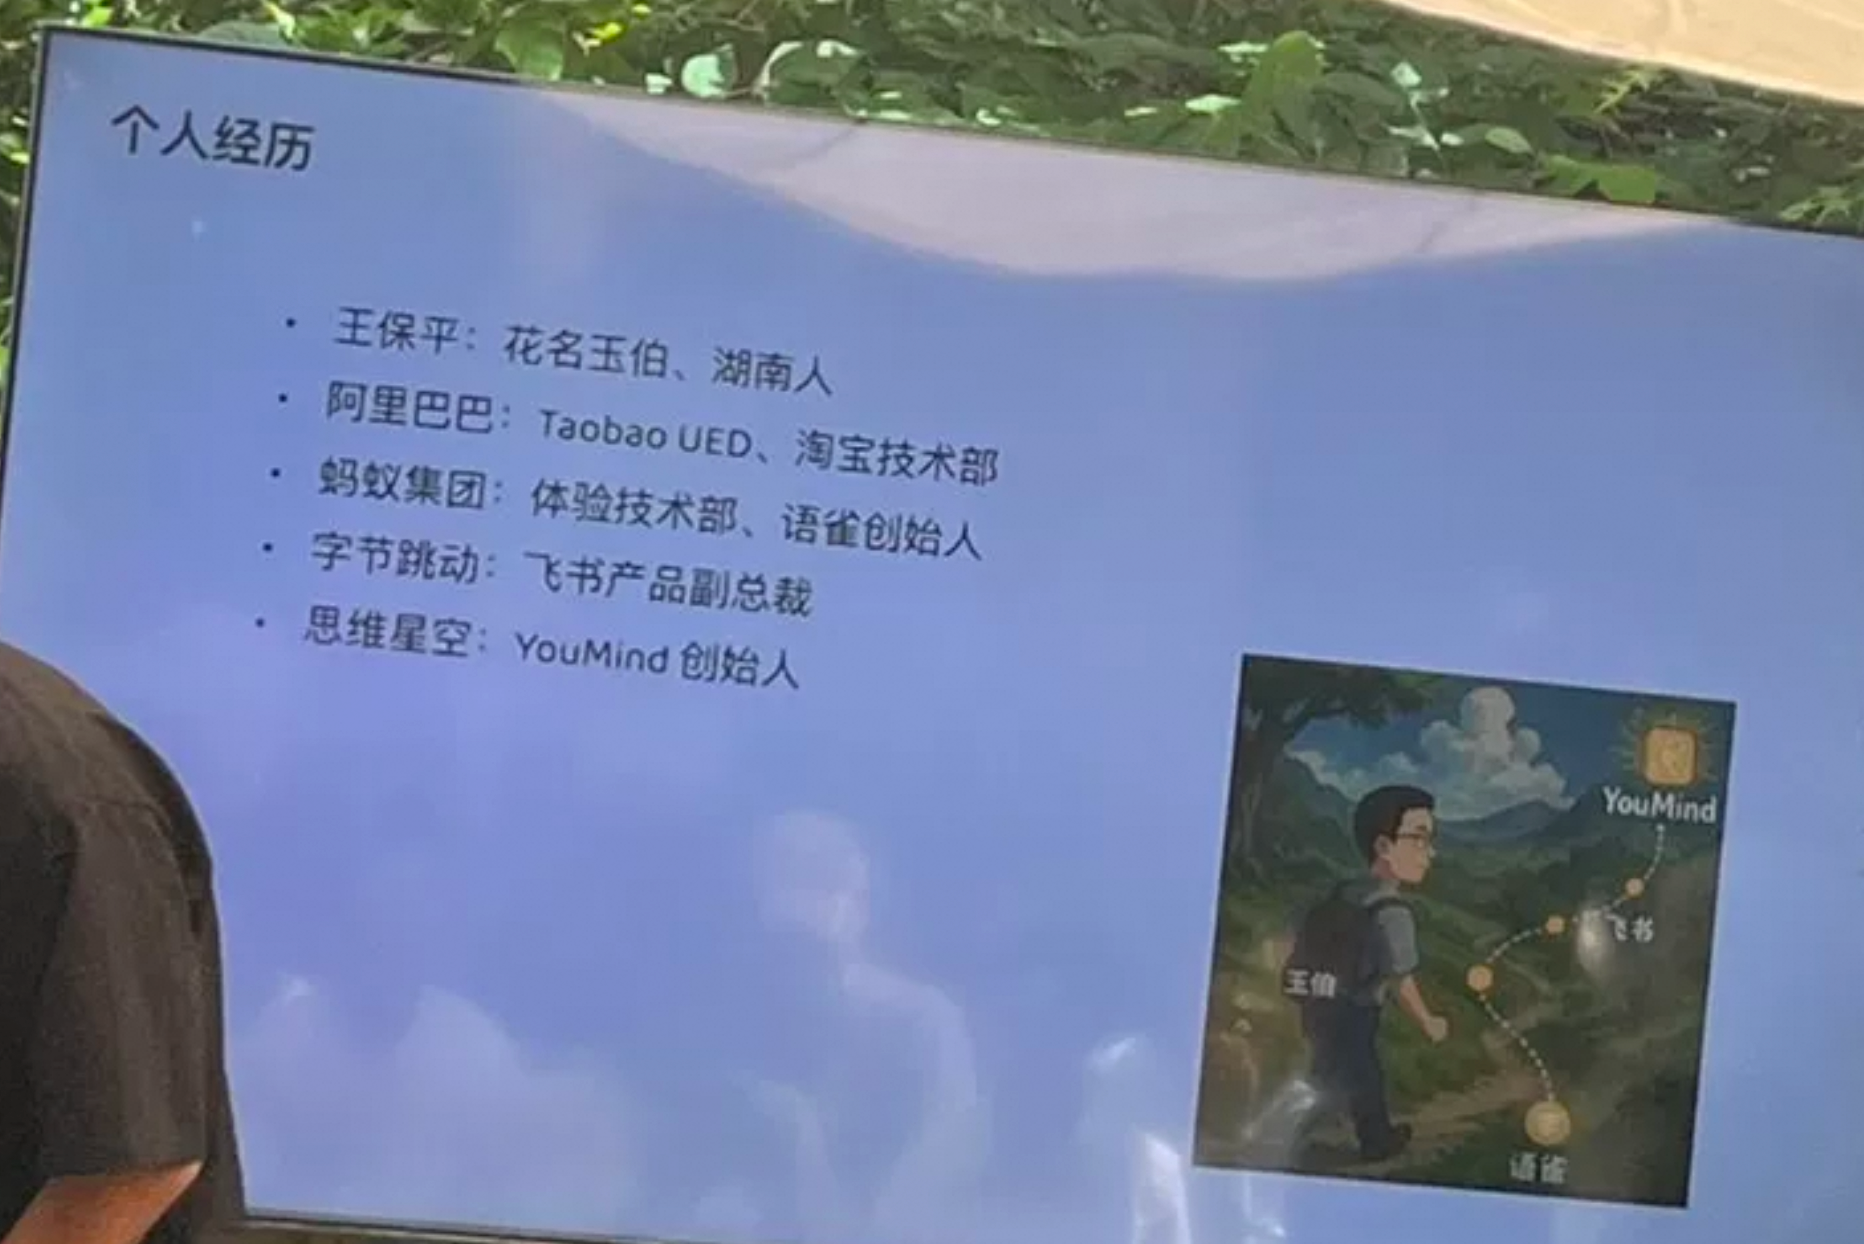 个人经历
• 王保平：花名玉伯、湖南人
• 阿里巴巴：Taobao UED、淘宝技术部
• 蚂蚁集团：体验技术部、语雀创始人
• 字节跳动：飞书产品副总裁
• 思维星空：YouMind 创始人
YouMind
飞书
玉伯
语雀